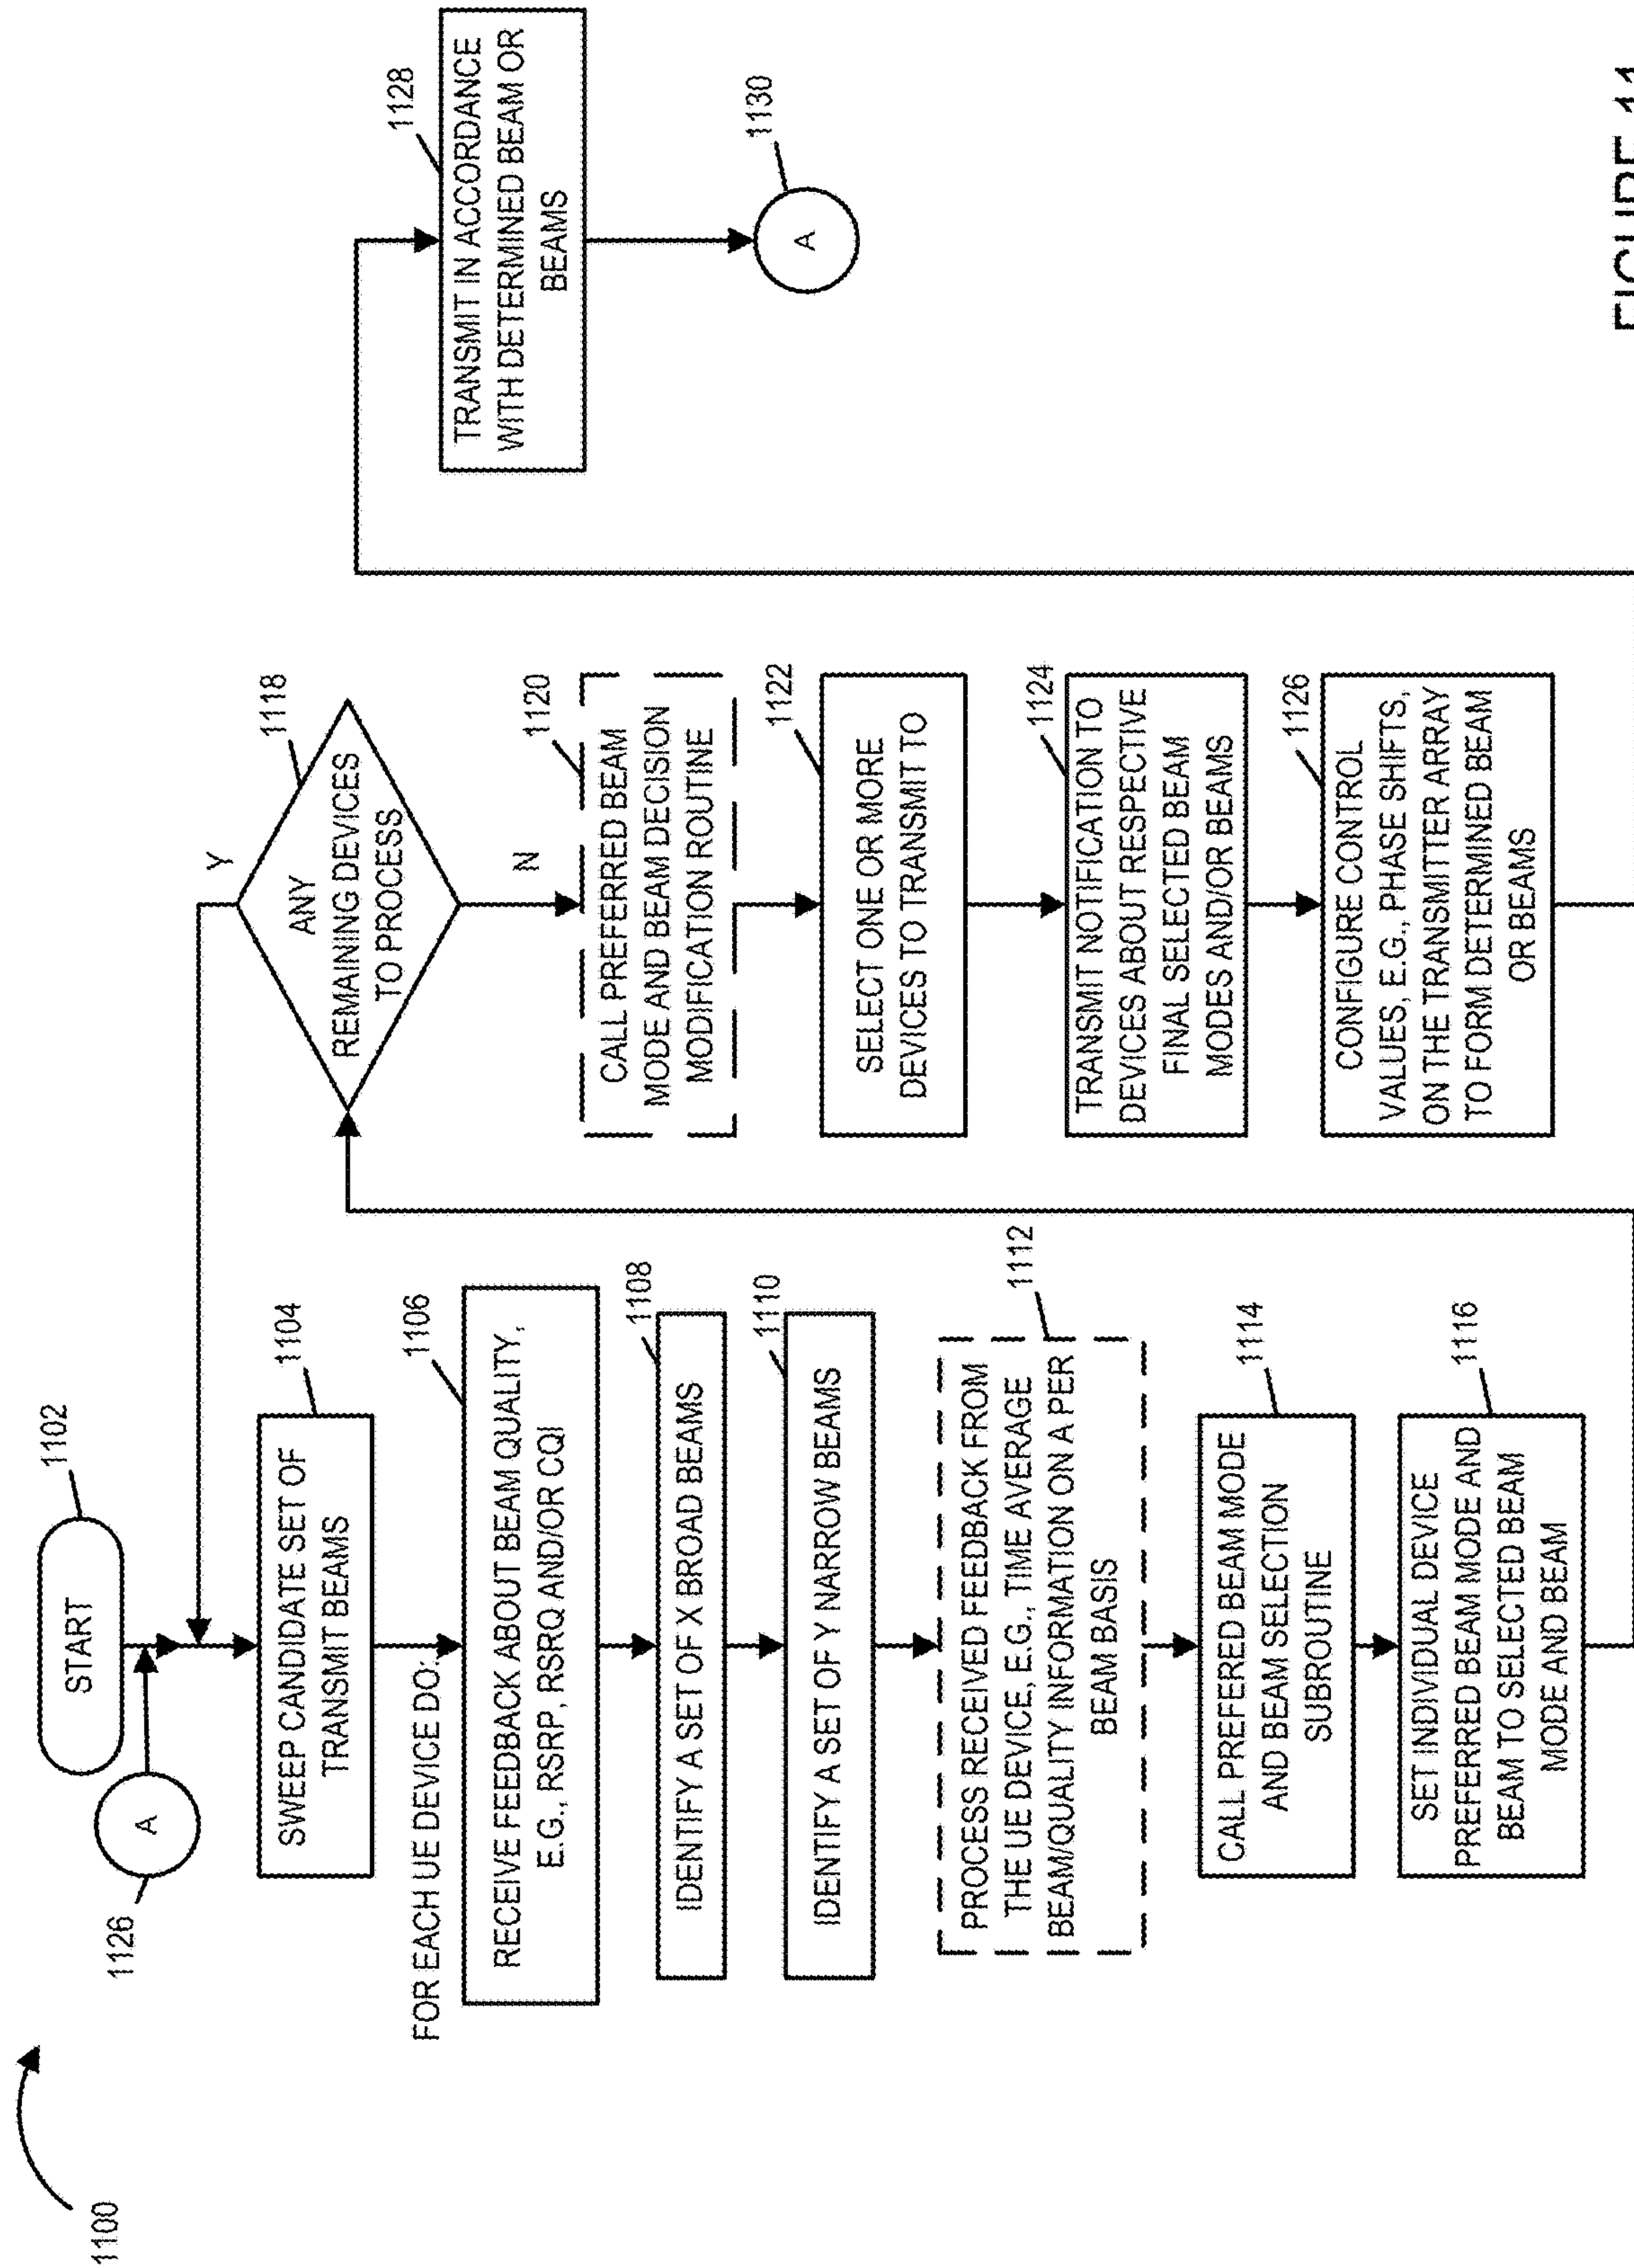 1100
START
1102
A
1126
SWEEP CANDIDATE SET OF
TRANSMIT BEAMS
1104
FOR EACH UE DEVICE DO:
RECEIVE FEEDBACK ABOUT BEAM QUALITY,
E.G., RSRP, RSRQ AND/OR CQI
1106
IDENTIFY A SET OF X BROAD BEAMS
1108
IDENTIFY A SET OF Y NARROW BEAMS
1110
PROCESS RECEIVED FEEDBACK FROM
THE UE DEVICE, E.G., TIME AVERAGE
BEAM/QUALITY INFORMATION ON A PER
BEAM BASIS
1112
CALL PREFERRED BEAM MODE
AND BEAM SELECTION
SUBROUTINE
1114
SET INDIVIDUAL DEVICE
PREFERRED BEAM MODE AND
BEAM TO SELECTED BEAM
MODE AND BEAM
1116
ANY
REMAINING DEVICES
TO PROCESS
1118
Y
N
CALL PREFERRED BEAM
MODE AND BEAM DECISION
MODIFICATION ROUTINE
1120
SELECT ONE OR MORE
DEVICES TO TRANSMIT TO
1122
TRANSMIT NOTIFICATION TO
DEVICES ABOUT RESPECTIVE
FINAL SELECTED BEAM
MODES AND/OR BEAMS
1124
CONFIGURE CONTROL
VALUES, E.G., PHASE SHIFTS,
ON THE TRANSMITTER ARRAY
TO FORM DETERMINED BEAM
OR BEAMS
1126
TRANSMIT IN ACCORDANCE
WITH DETERMINED BEAM OR
BEAMS
1128
A
1130
FIGURE 11